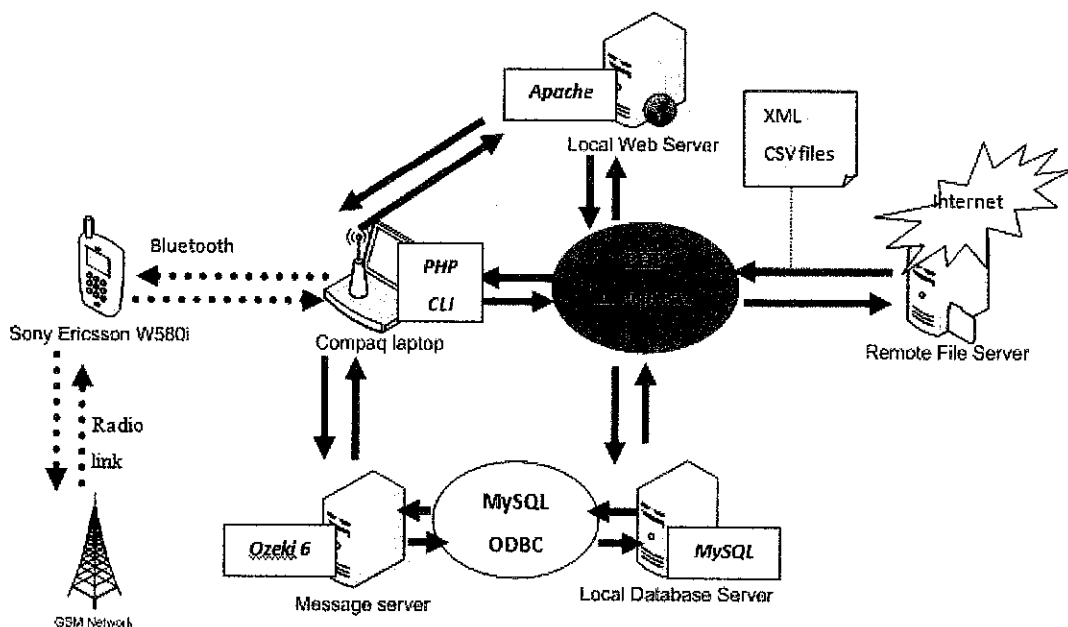 Apache
Local Web Server
XML
CSV files
Internet
Bluetooth
PHP
CLI
Sony Ericsson W580i
Compaq laptop
Remote File Server
Radio
link
MySQL
ODBC
Ozeki 6
MySQL
Message server
Local Database Server
GSM Network